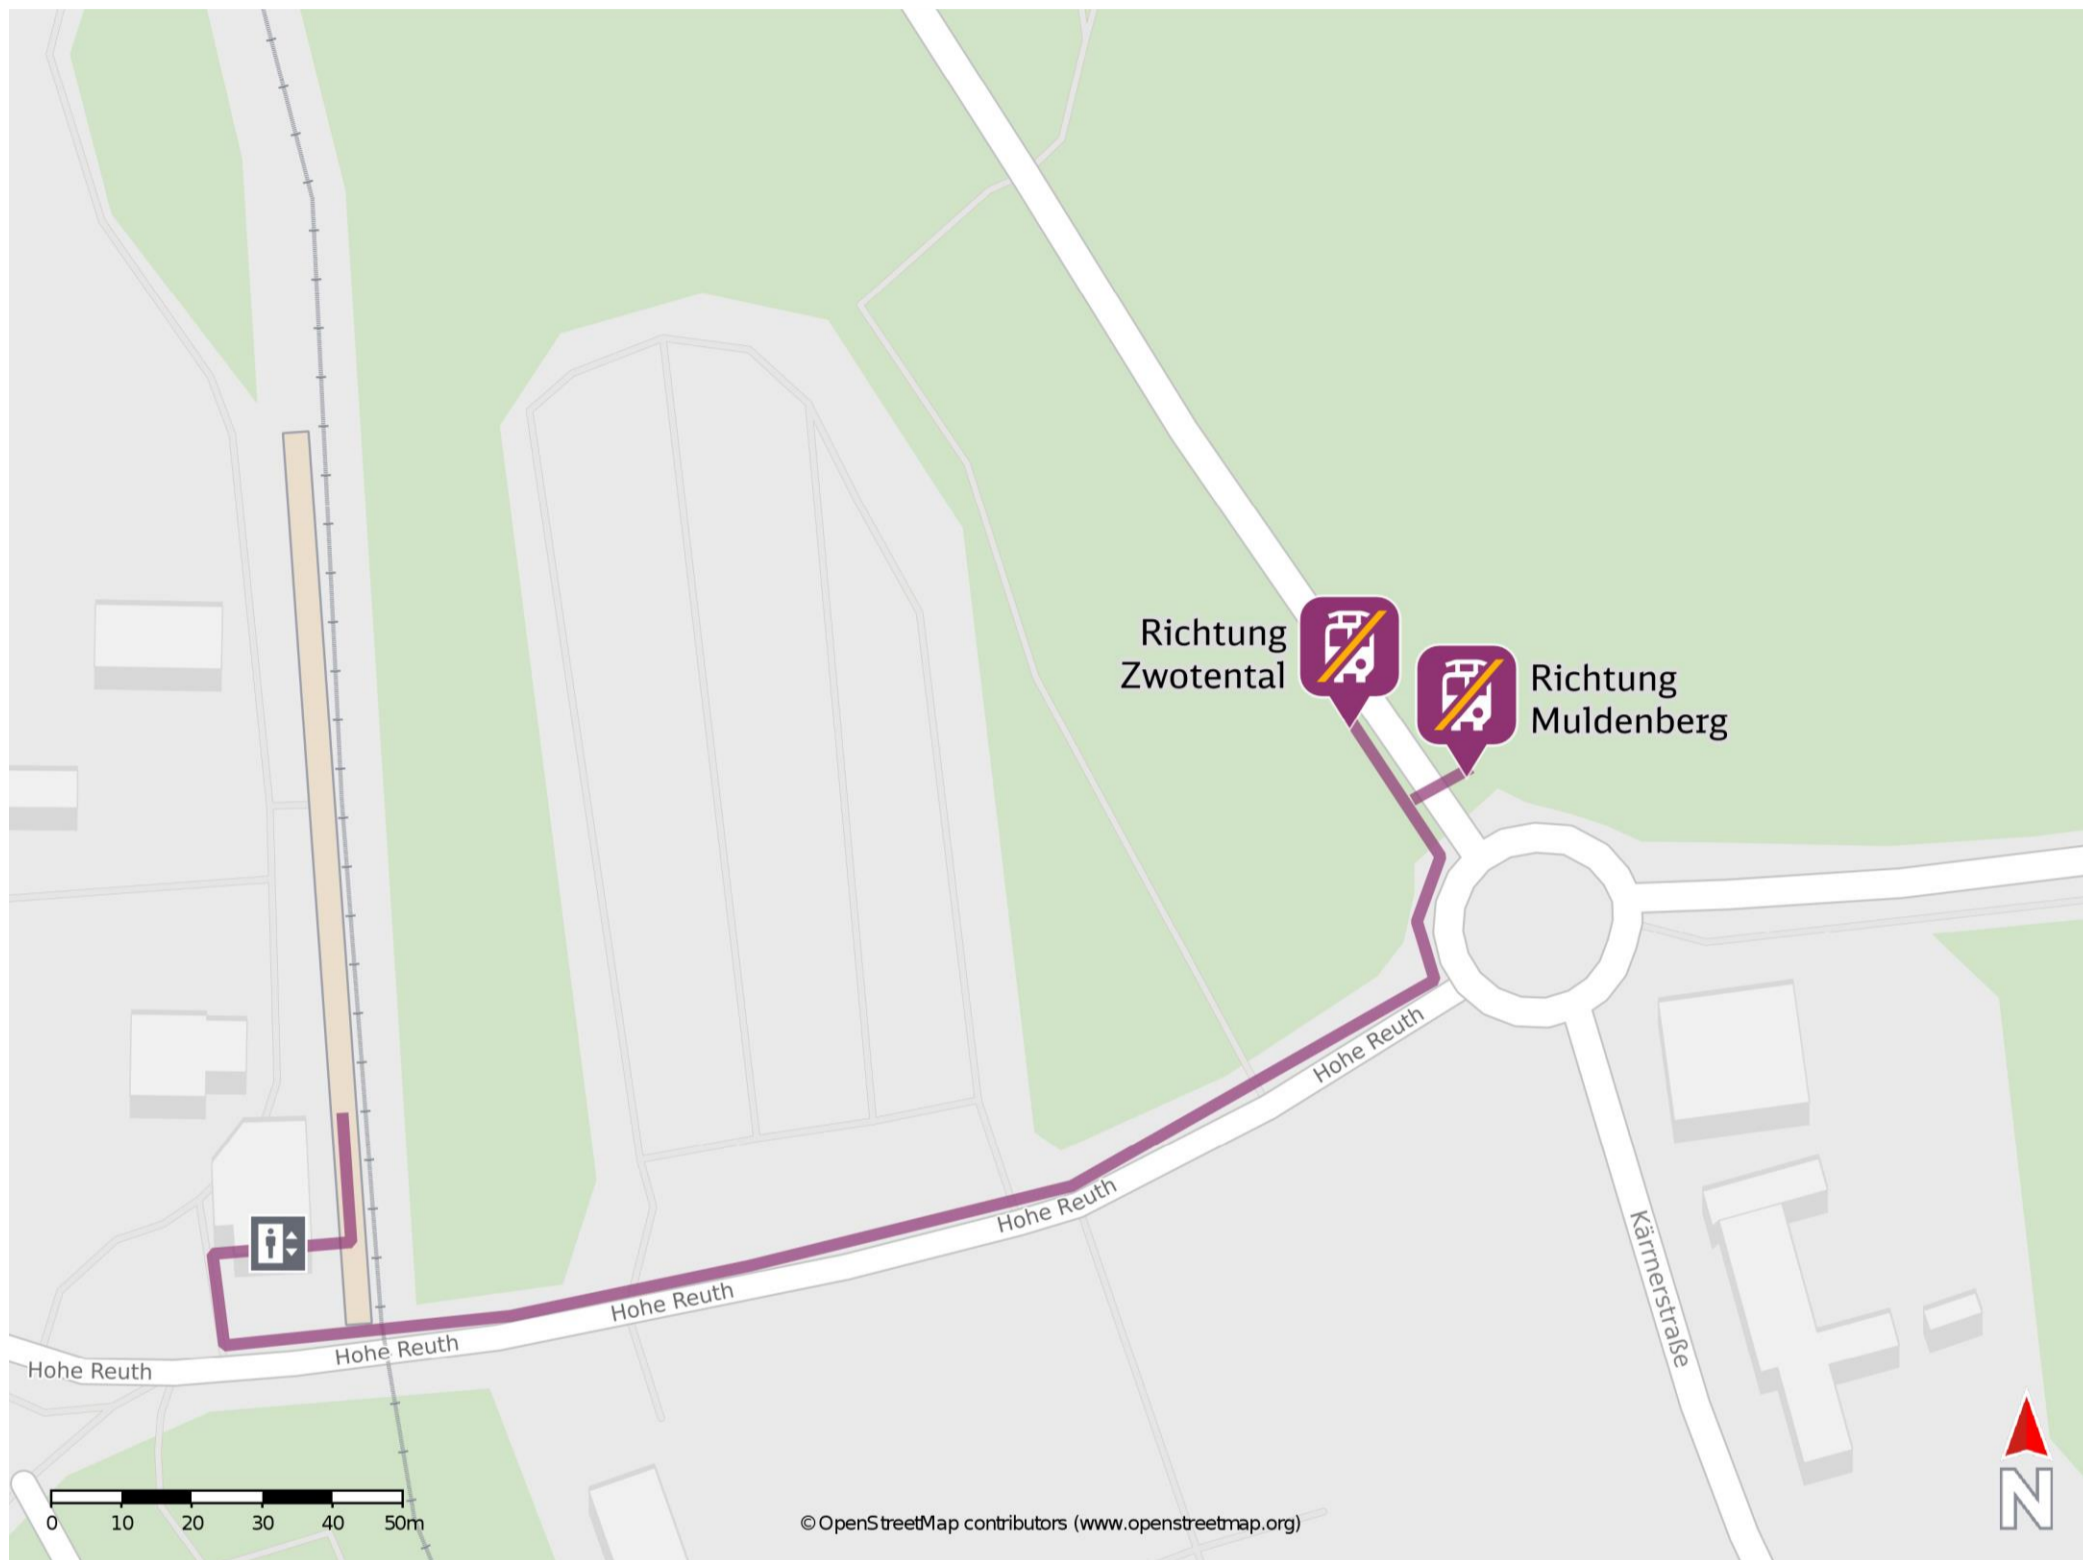 Richtung
Zwotental
Richtung
Muldenberg
Hohe Reuth
Hohe Reuth
Hohe Reuth
Hohe Reuth
Hohe Reuth
Kärrnerstraße
0 10 20 30 40 50m
© OpenStreetMap contributors (www.openstreetmap.org)
N